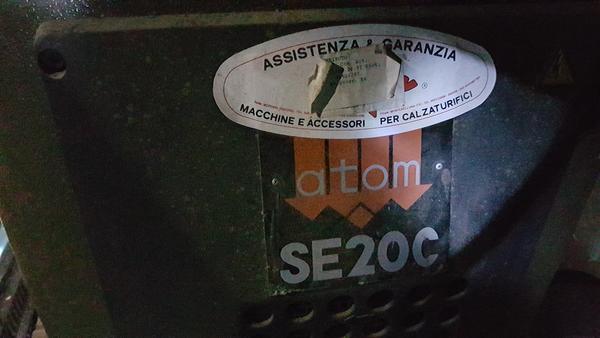 ASSISTENZA & GARANZIA
MACCHINE E ACCESSORI PER CALZATURIFICI
atom
SE20C